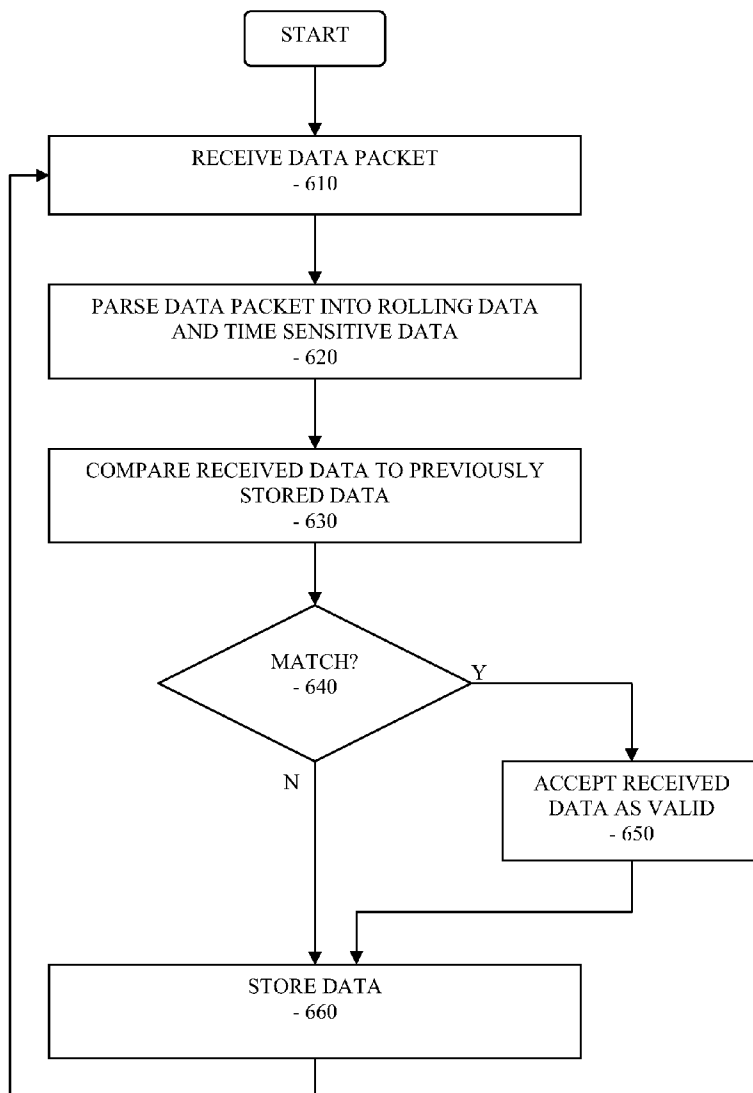 START
RECEIVE DATA PACKET
- 610
PARSE DATA PACKET INTO ROLLING DATA
AND TIME SENSITIVE DATA
- 620
COMPARE RECEIVED DATA TO PREVIOUSLY
STORED DATA
- 630
MATCH?
- 640
Y
N
ACCEPT RECEIVED
DATA AS VALID
- 650
STORE DATA
- 660